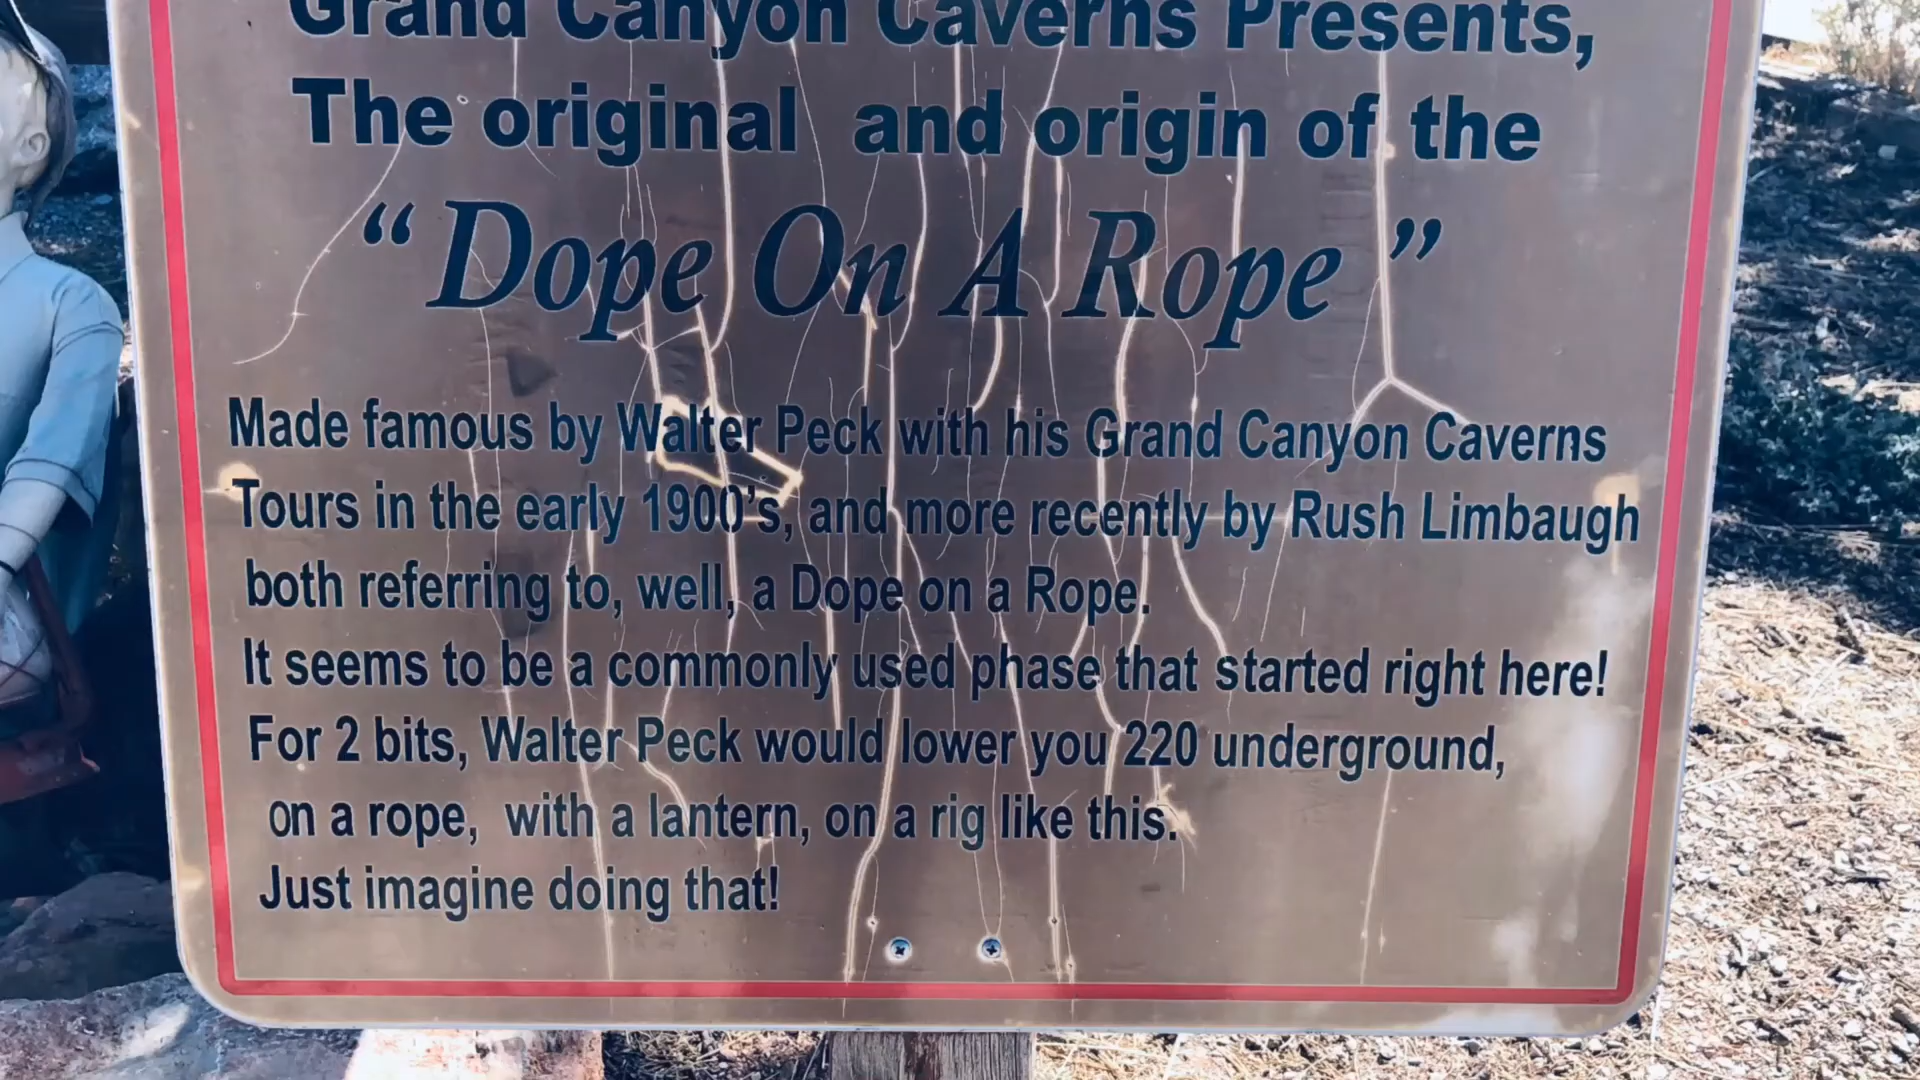 Grand Canyon Caverns Presents,
The original and origin of the
“Dope On A Rope”
Made famous by Walter Peck with his Grand Canyon Caverns
Tours in the early 1900's, and more recently by Rush Limbaugh
both referring to, well, a Dope on a Rope.
It seems to be a commonly used phase that started right here!
For 2 bits, Walter Peck would lower you 220 underground,
on a rope, with a lantern, on a rig like this.
Just imagine doing that!